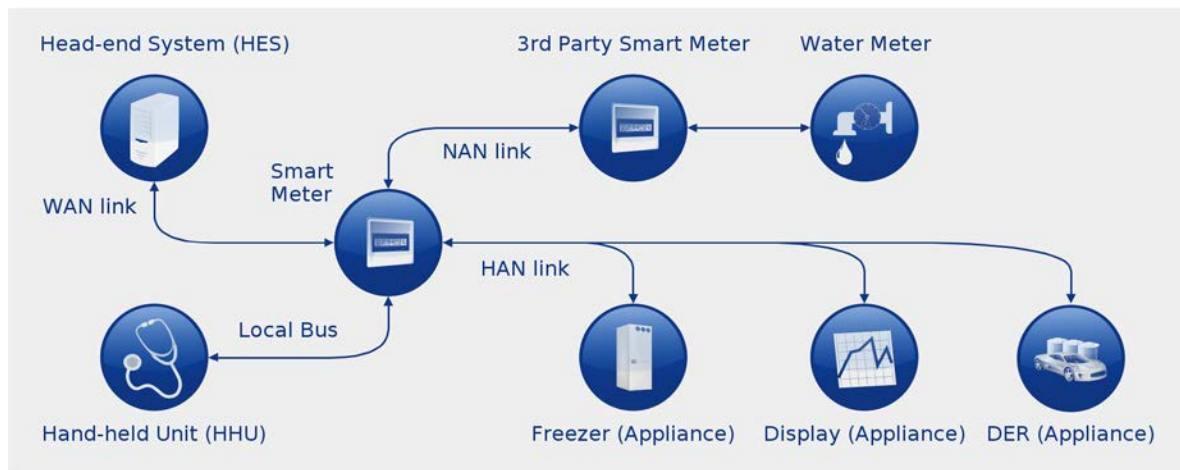 Head-end System (HES)
3rd Party Smart Meter
Water Meter
NAN link
Smart
Meter
WAN link
HAN link
Local Bus
Hand-held Unit (HHU)
Freezer (Appliance)
Display (Appliance)
DER (Appliance)